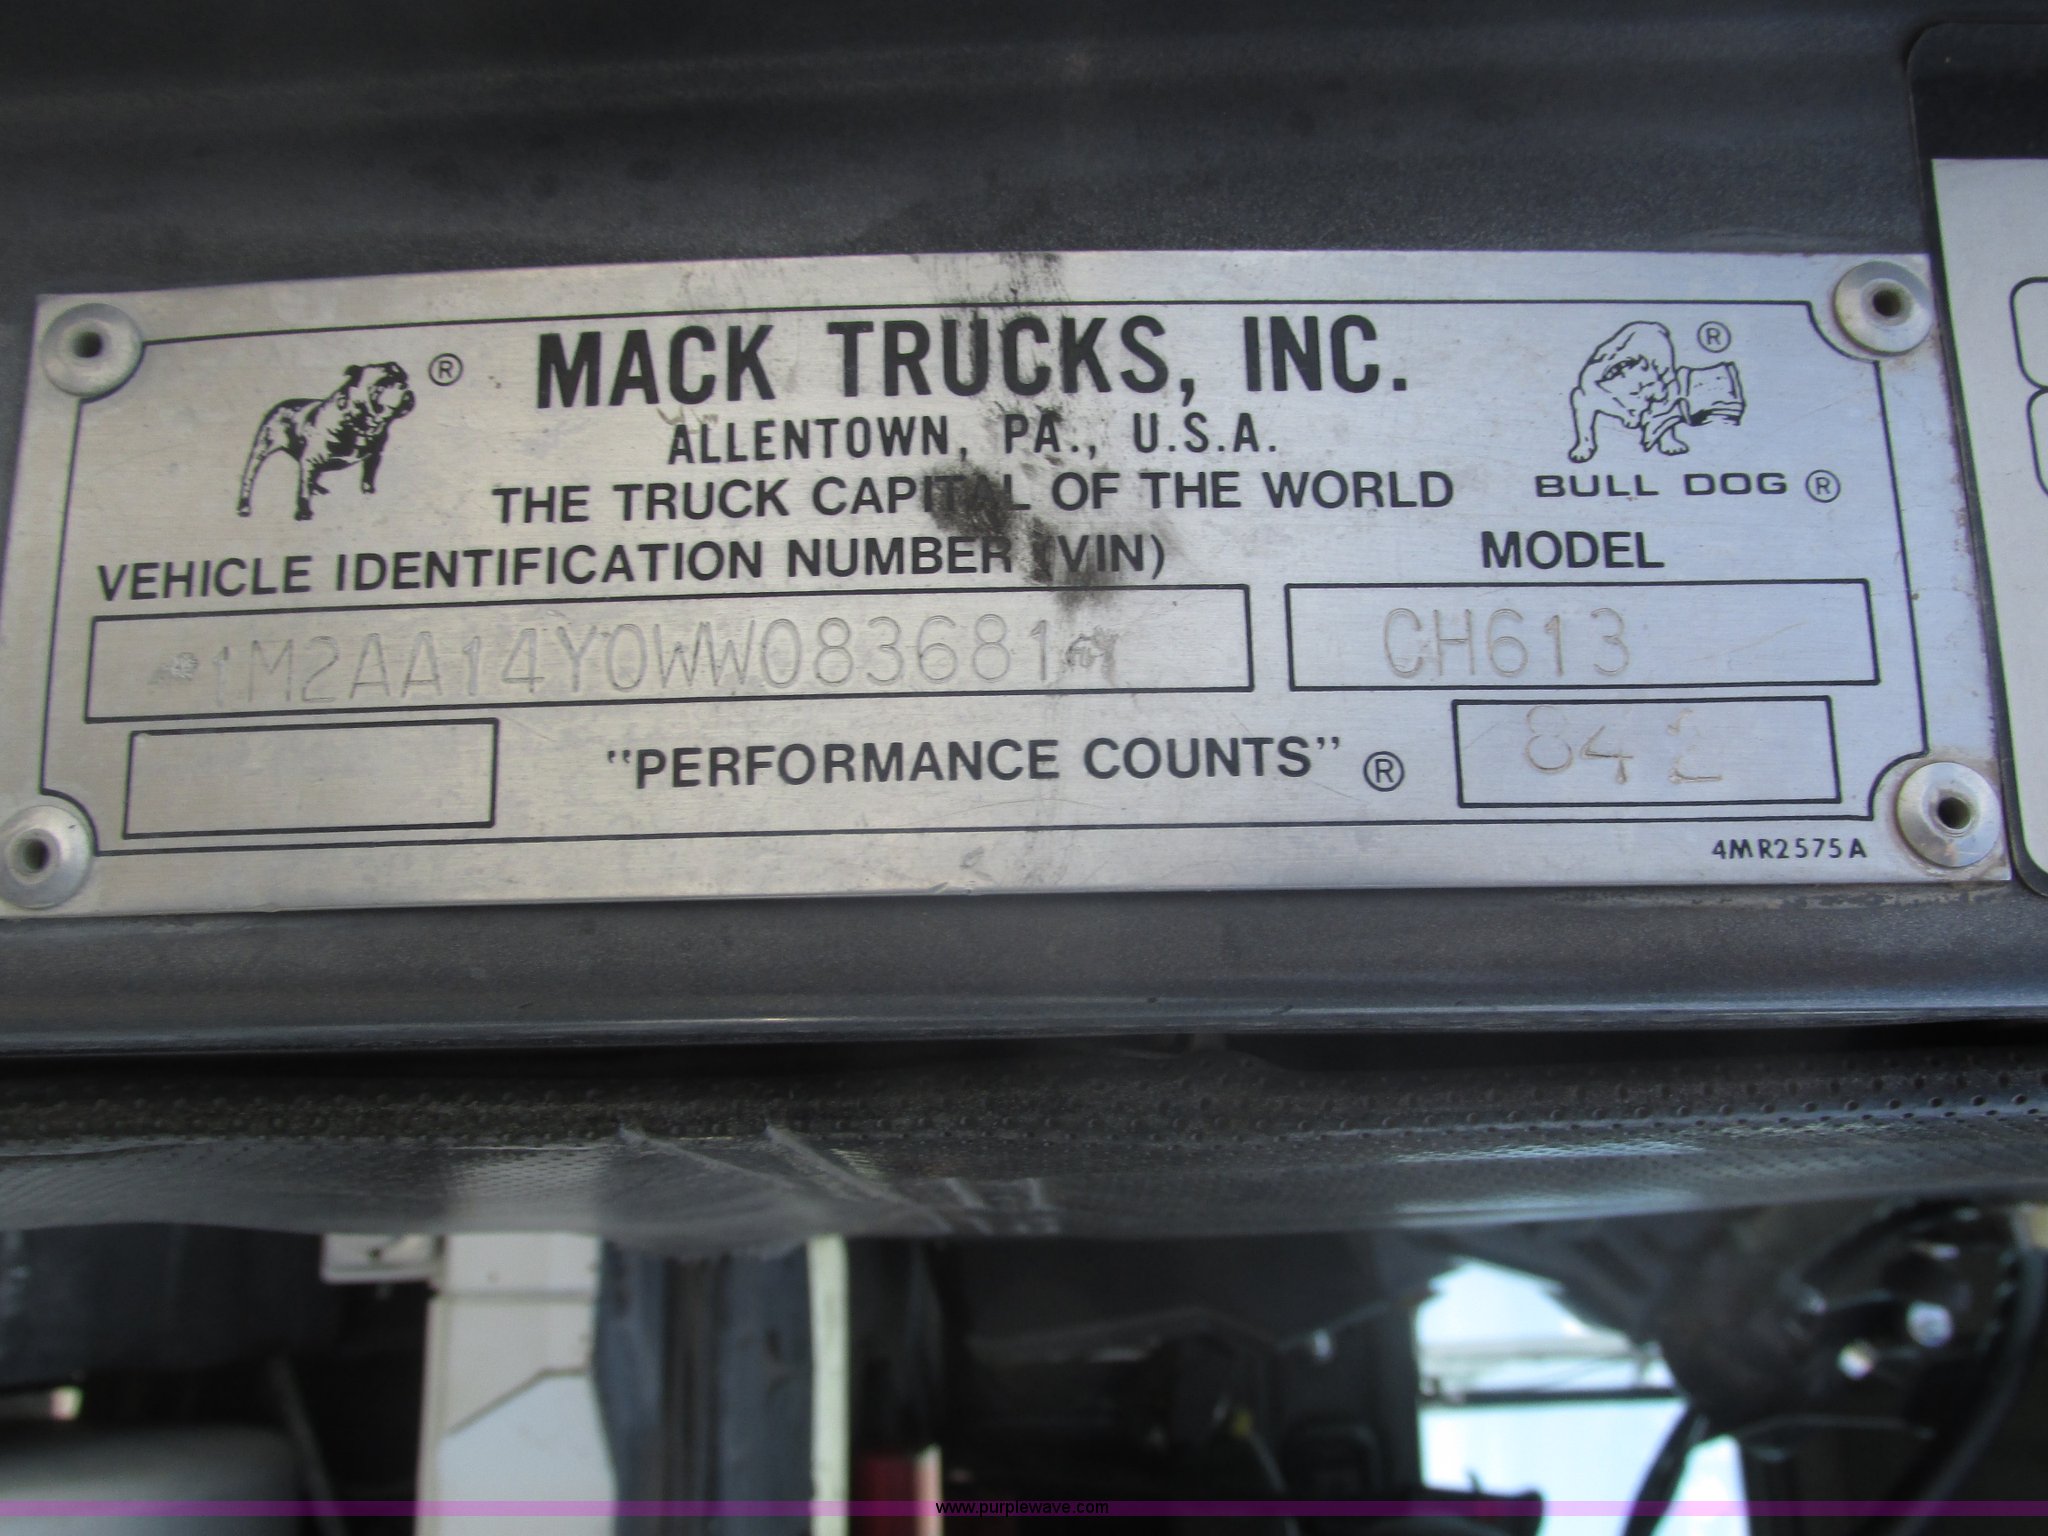 ® MACK TRUCKS, INC. ®
ALLENTOWN, PA., U.S.A.
THE TRUCK CAPITAL OF THE WORLD
BULL DOG ®
VEHICLE IDENTIFICATION NUMBER (VIN) MODEL
1M2AA14Y0WW083681 CH613
"PERFORMANCE COUNTS" ® 842
4MR2575A
www.purplewave.com